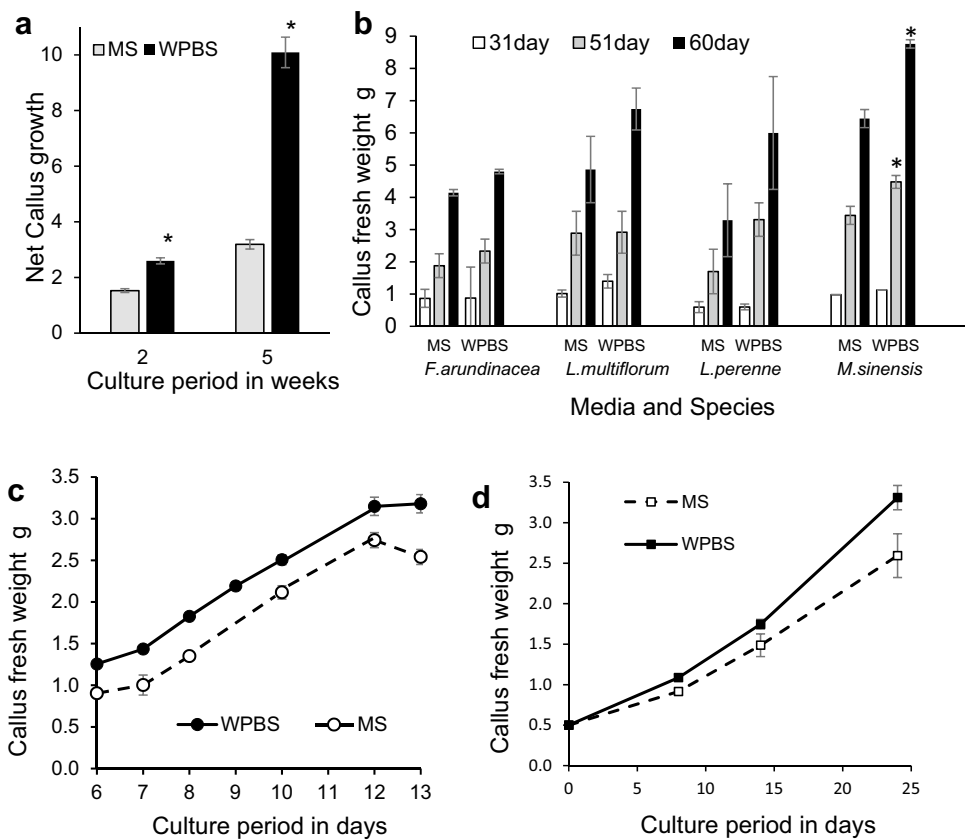 a
MS WPBS
*
*
Net Callus growth
10
8
6
4
2
0
2 5
Culture period in weeks
b
31day 51day 60day
*
*
Callus fresh weight g
9
8
7
6
5
4
3
2
1
0
MS WPBS MS WPBS MS WPBS MS WPBS
F.arundinacea L.multiflorum L.perenne M.sinensis
Media and Species
c
Callus fresh weight g
3.5
3.0
2.5
2.0
1.5
1.0
0.5
0.0
WPBS MS
6 7 8 9 10 11 12 13
Culture period in days
d
MS
WPBS
Callus fresh weight g
3.5
3.0
2.5
2.0
1.5
1.0
0.5
0.0
0 5 10 15 20 25
Culture period in days